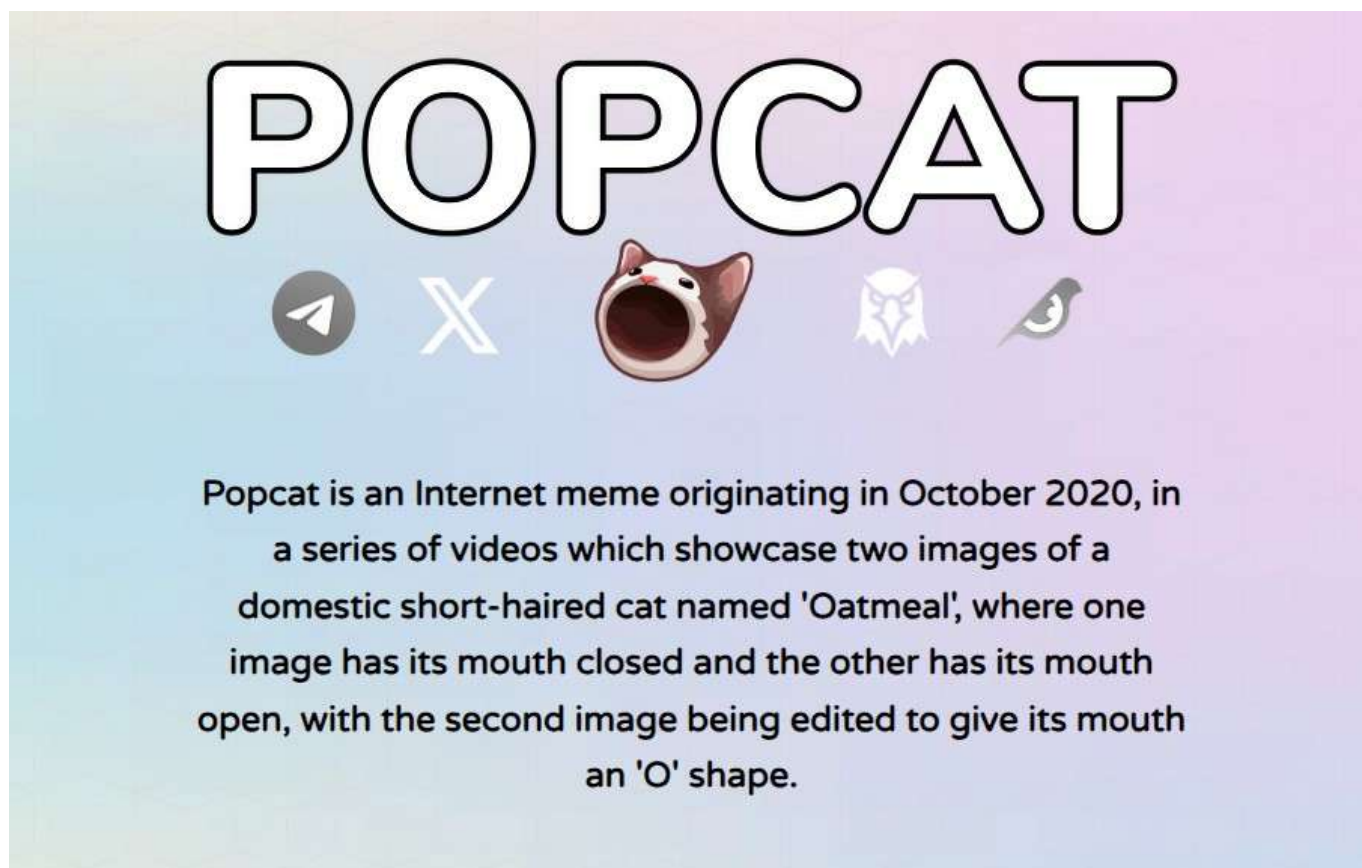 POPCAT
Popcat is an Internet meme originating in October 2020, in
a series of videos which showcase two images of a
domestic short-haired cat named 'Oatmeal', where one
image has its mouth closed and the other has its mouth
open, with the second image being edited to give its mouth
an 'O' shape.